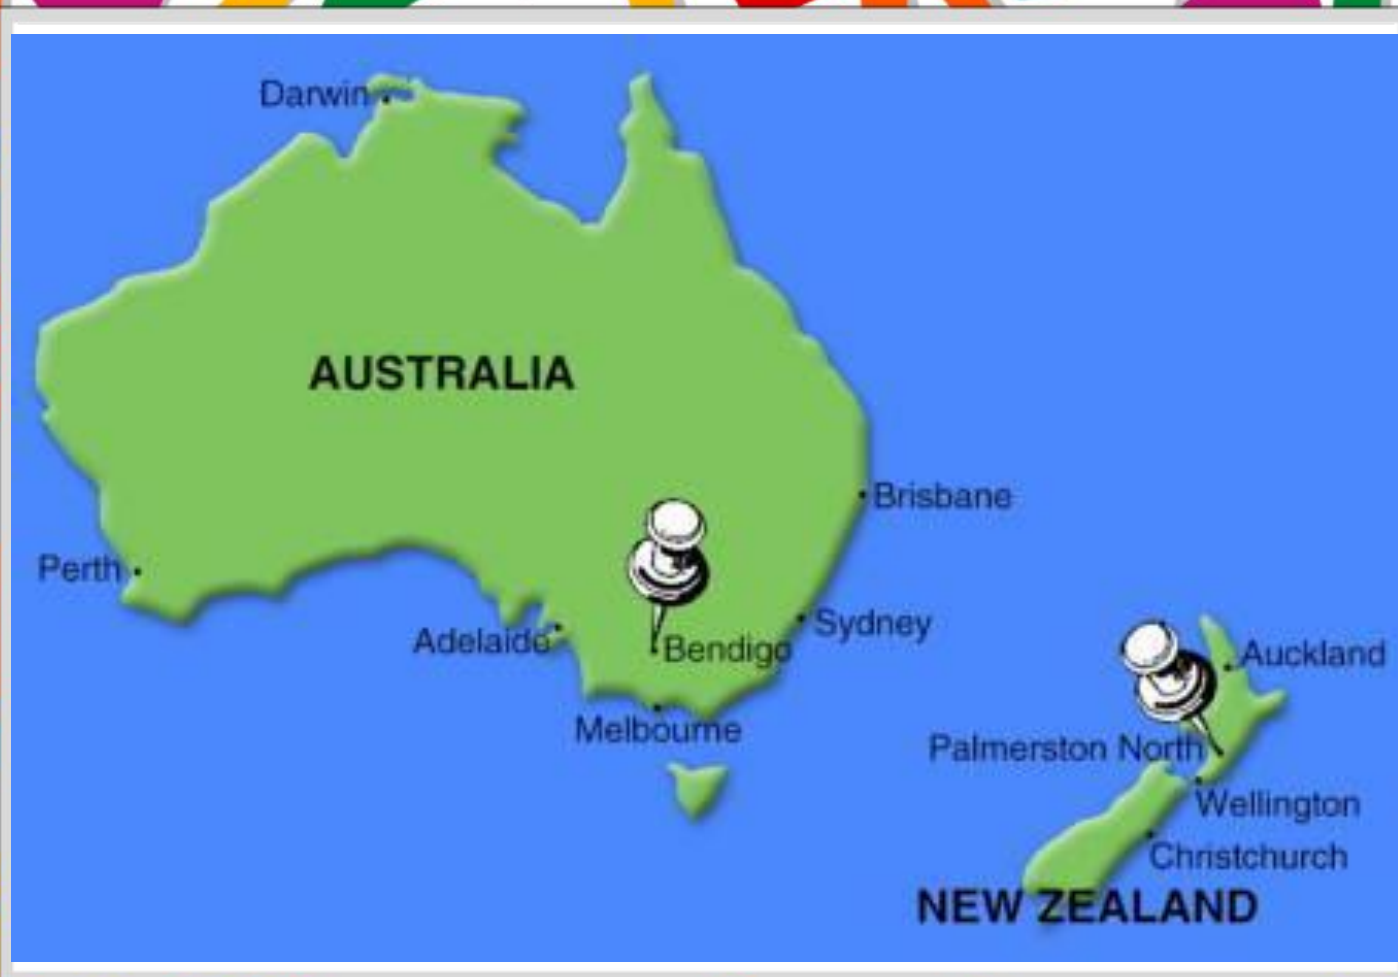 Darwin
AUSTRALIA
Brisbane
Perth
Sydney
Adelaide
Bendigo
Auckland
Melbourne
Palmerston North
Wellington
Christchurch
NEW ZEALAND